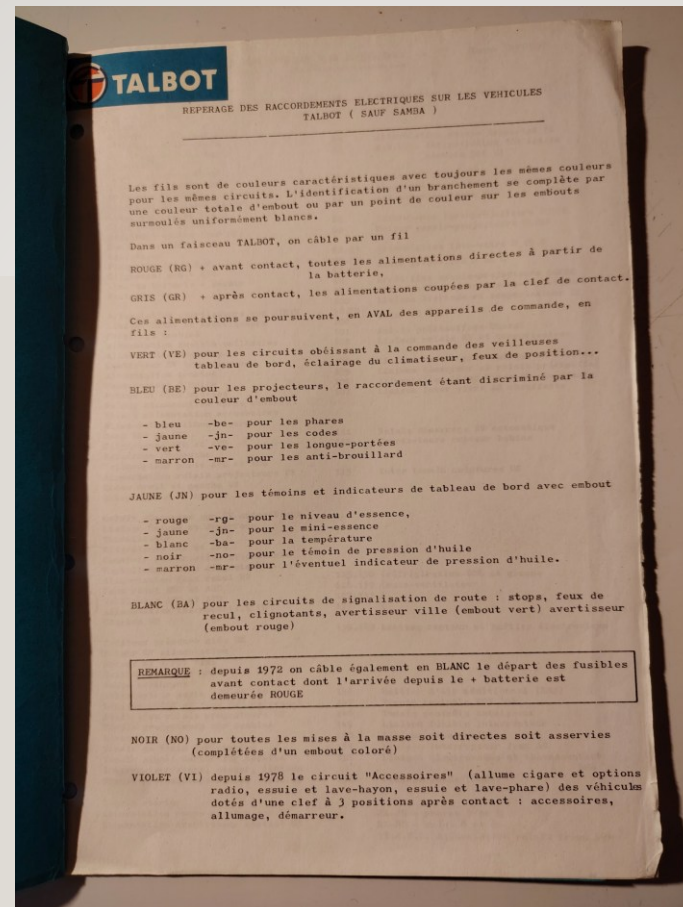 TALBOT
REPERAGE DES RACCORDEMENTS ELECTRIQUES SUR LES VEHICULES
TALBOT ( SAUF SAMBA )
Les fils sont de couleurs caractéristiques avec toujours les mêmes couleurs
pour les mêmes circuits. L'identification d'un branchement se complète par
une couleur totale d'embout ou par un point de couleur sur les embouts
surmoulés uniformément blancs.
Dans un faisceau TALBOT, on câble par un fil
ROUGE (RG) + avant contact, toutes les alimentations directes à partir de
la batterie,
GRIS (GR) + après contact, les alimentations coupées par la clef de contact.
Ces alimentations se poursuivent, en AVAL des appareils de commande, en
fils :
VERT (VE) pour les circuits obéissant à la commande des veilleuses
tableau de bord, éclairage du climatiseur, feux de position...
BLEU (BE) pour les projecteurs, le raccordement étant discriminé par la
couleur d'embout
- bleu -be- pour les phares
- jaune -jn- pour les codes
- vert -ve- pour les longue-portées
- marron -mr- pour les anti-brouillard
JAUNE (JN) pour les témoins et indicateurs de tableau de bord avec embout
- rouge -rg- pour le niveau d'essence,
- jaune -jn- pour le mini-essence
- blanc -ba- pour la température
- noir -no- pour le témoin de pression d'huile
- marron -mr- pour l'éventuel indicateur de pression d'huile.
BLANC (BA) pour les circuits de signalisation de route : stops, feux de
recul, clignotants, avertisseur ville (embout vert) avertisseur
(embout rouge)
REMARQUE : depuis 1972 on câble également en BLANC le départ des fusibles
avant contact dont l'arrivée depuis le + batterie est
demeurée ROUGE
NOIR (NO) pour toutes les mises à la masse soit directes soit asservies
(complétées d'un embout coloré)
VIOLET (VI) depuis 1978 le circuit "Accessoires" (allume cigare et options
radio, essuie et lave-hayon, essuie et lave-phare) des véhicules
dotés d'une clef à 3 positions après contact : accessoires,
allumage, démarreur.